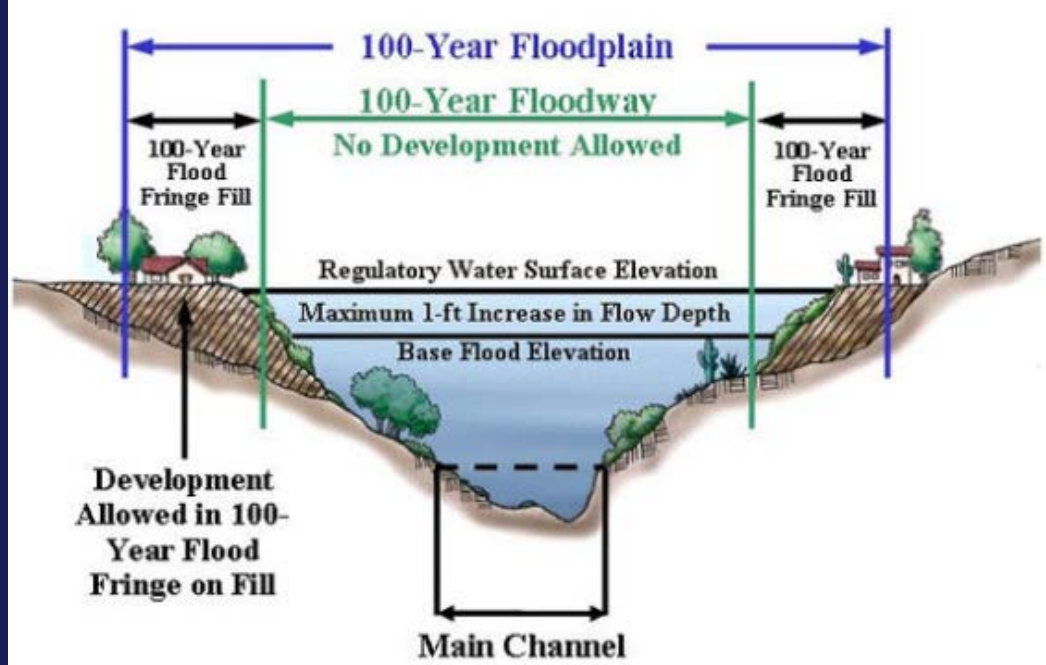 100-Year Floodplain
100-Year Floodway
No Development Allowed
100-Year
Flood
Fringe Fill
100-Year
Flood
Fringe Fill
Regulatory Water Surface Elevation
Maximum 1-ft Increase in Flow Depth
Base Flood Elevation
Development
Allowed in 100-
Year Flood
Fringe on Fill
Main Channel